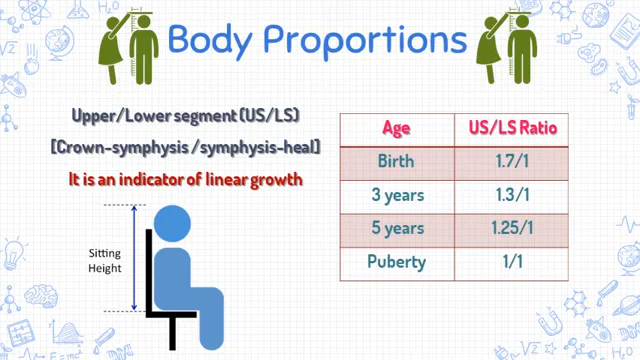 Body Proportions
Upper/Lower segment (US/LS)
[Crown-symphysis /symphysis-heal]
It is an indicator of linear growth
Sitting
Height
Age US/LS Ratio
Birth 1.7/1
3 years 1.3/1
5 years 1.25/1
Puberty 1/1